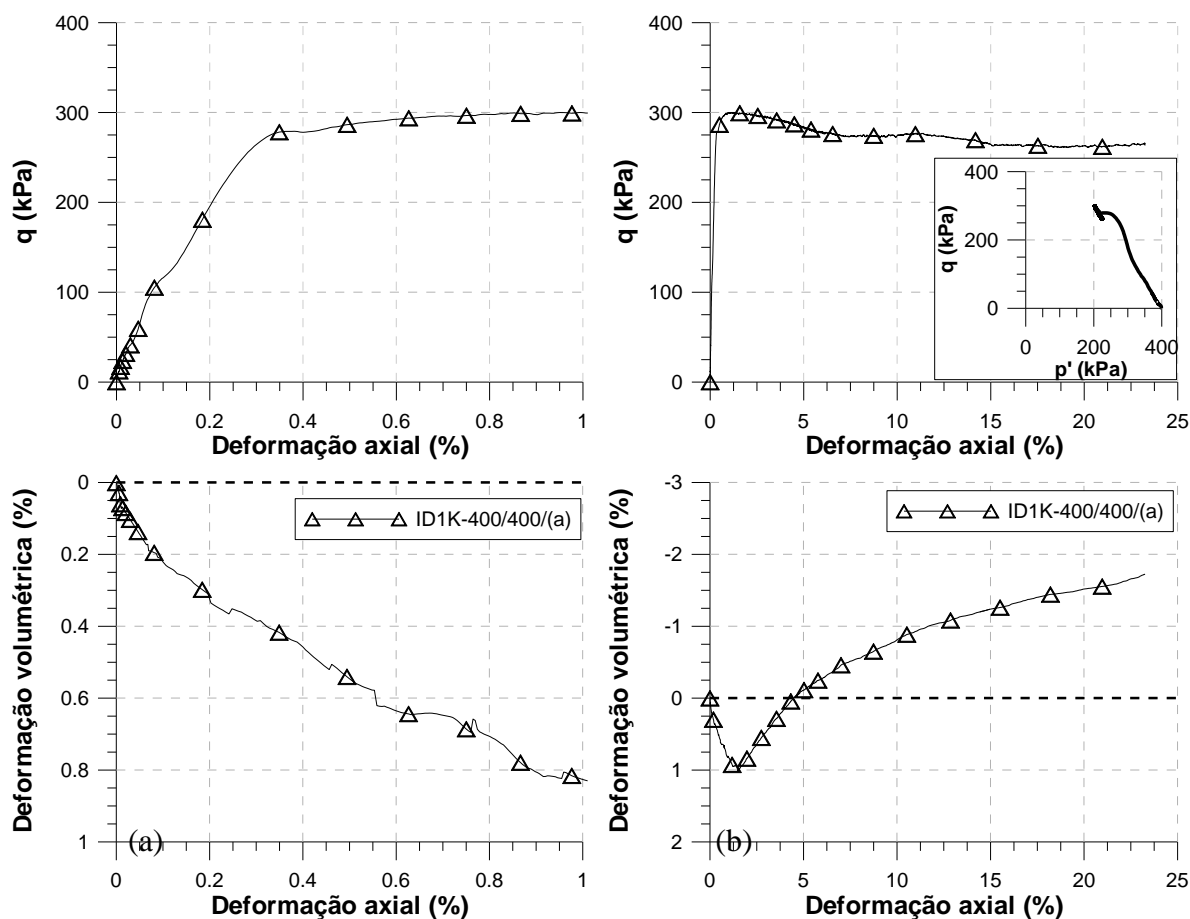 400
300
200
100
0
q (kPa)
0 0.2 0.4 0.6 0.8 1
Deformação axial (%)
400
300
200
100
0
q (kPa)
0 5 10 15 20 25
Deformação axial (%)
400
200
0
q (kPa)
0 200 400
p' (kPa)
0
0.2
0.4
0.6
0.8
1
Deformação volumétrica (%)
ID1K-400/400/(a)
(a)
0 0.2 0.4 0.6 0.8 1
Deformação axial (%)
-3
-2
-1
0
1
2
Deformação volumétrica (%)
ID1K-400/400/(a)
(b)
0 5 10 15 20 25
Deformação axial (%)